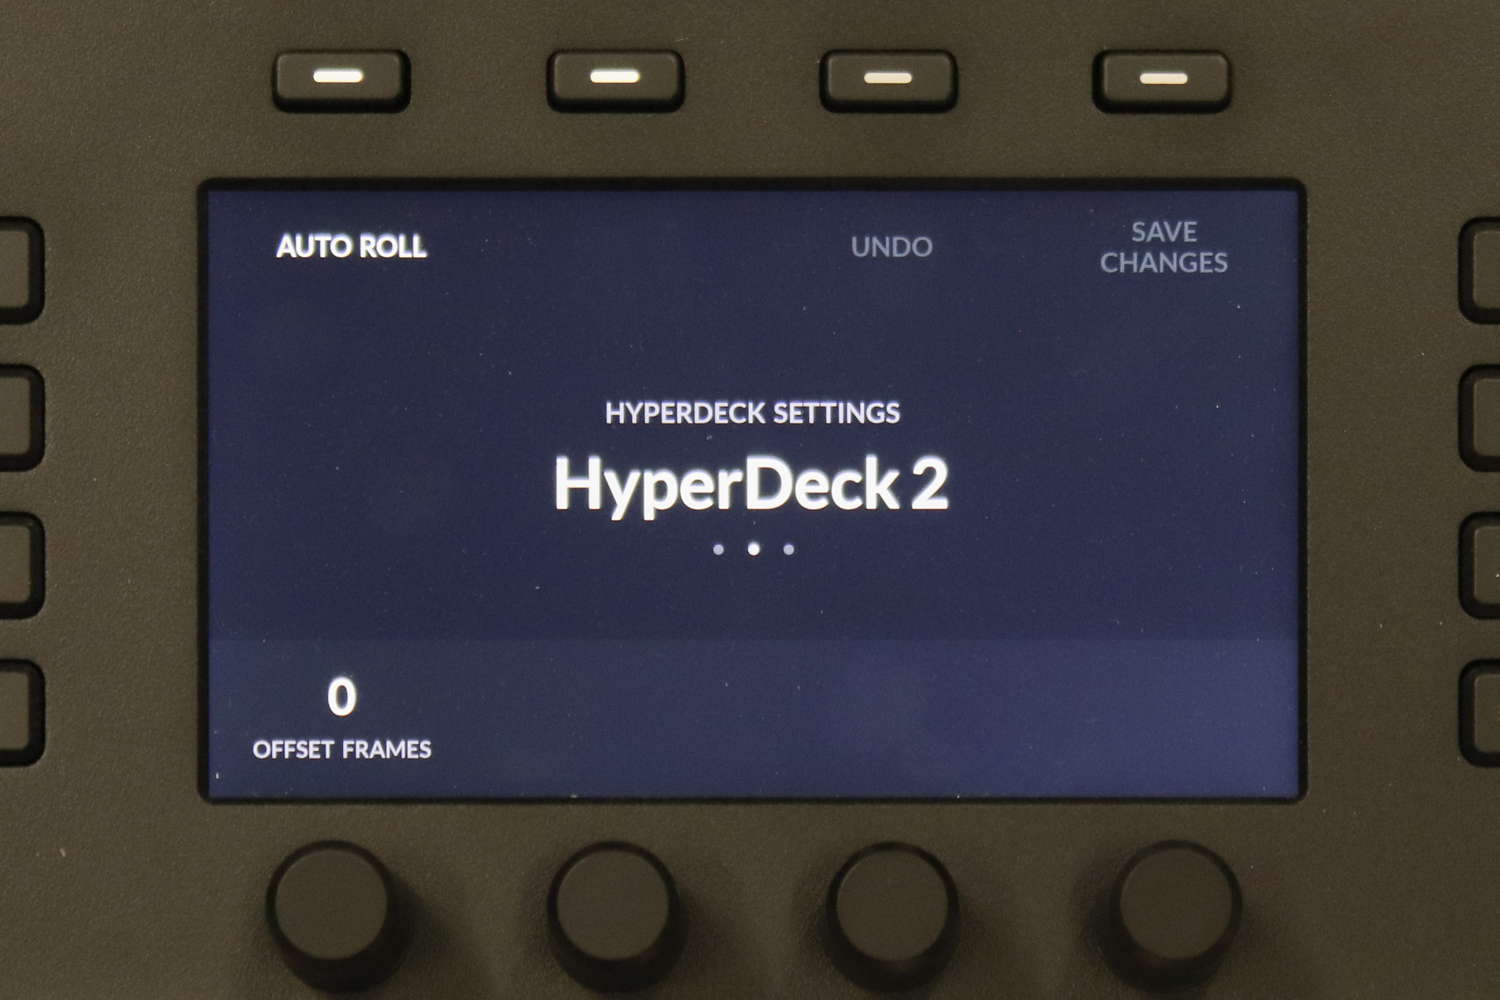 AUTO ROLL
UNDO
SAVE
CHANGES
HYPERDECK SETTINGS
HyperDeck 2
0
OFFSET FRAMES